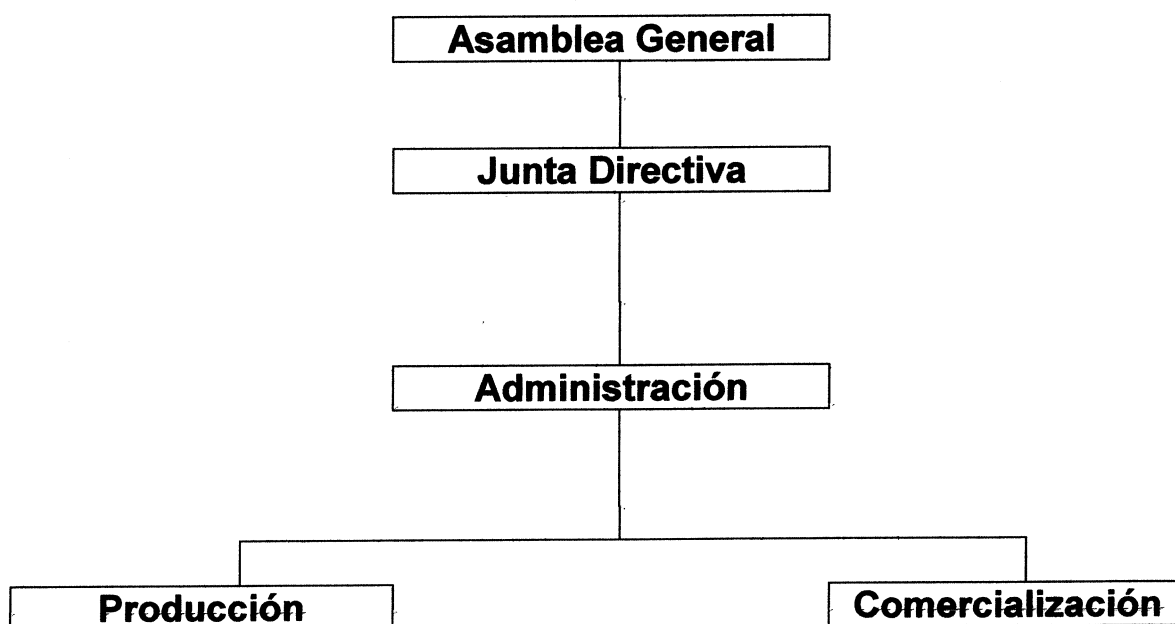 Asamblea General
Junta Directiva
Administración
Producción
Comercialización